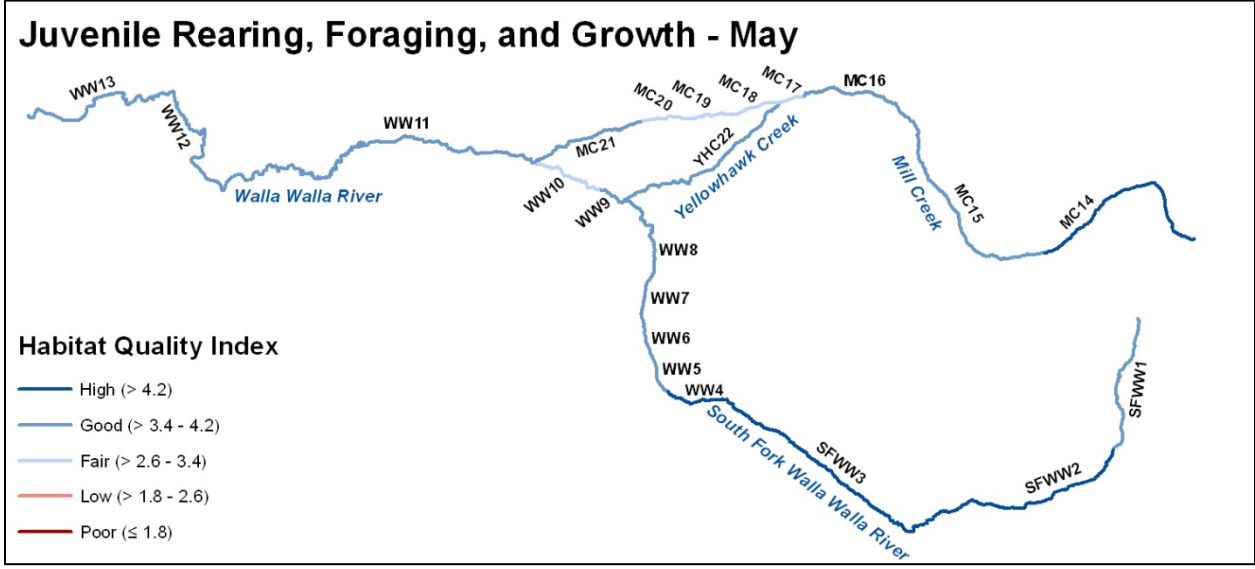 Juvenile Rearing, Foraging, and Growth - May
WW13
WW12
Walla Walla River
WW11
MC21
MC20
MC19
MC18
MC17
MC16
WW10
WW9
YHC22
Yellowhawk Creek
Mill Creek
MC15
MC14
WW8
WW7
WW6
WW5
WW4
South Fork Walla Walla River
SFWW3
SFWW2
SFWW1
Habitat Quality Index
High (> 4.2)
Good (> 3.4 - 4.2)
Fair (> 2.6 - 3.4)
Low (> 1.8 - 2.6)
Poor (≤ 1.8)